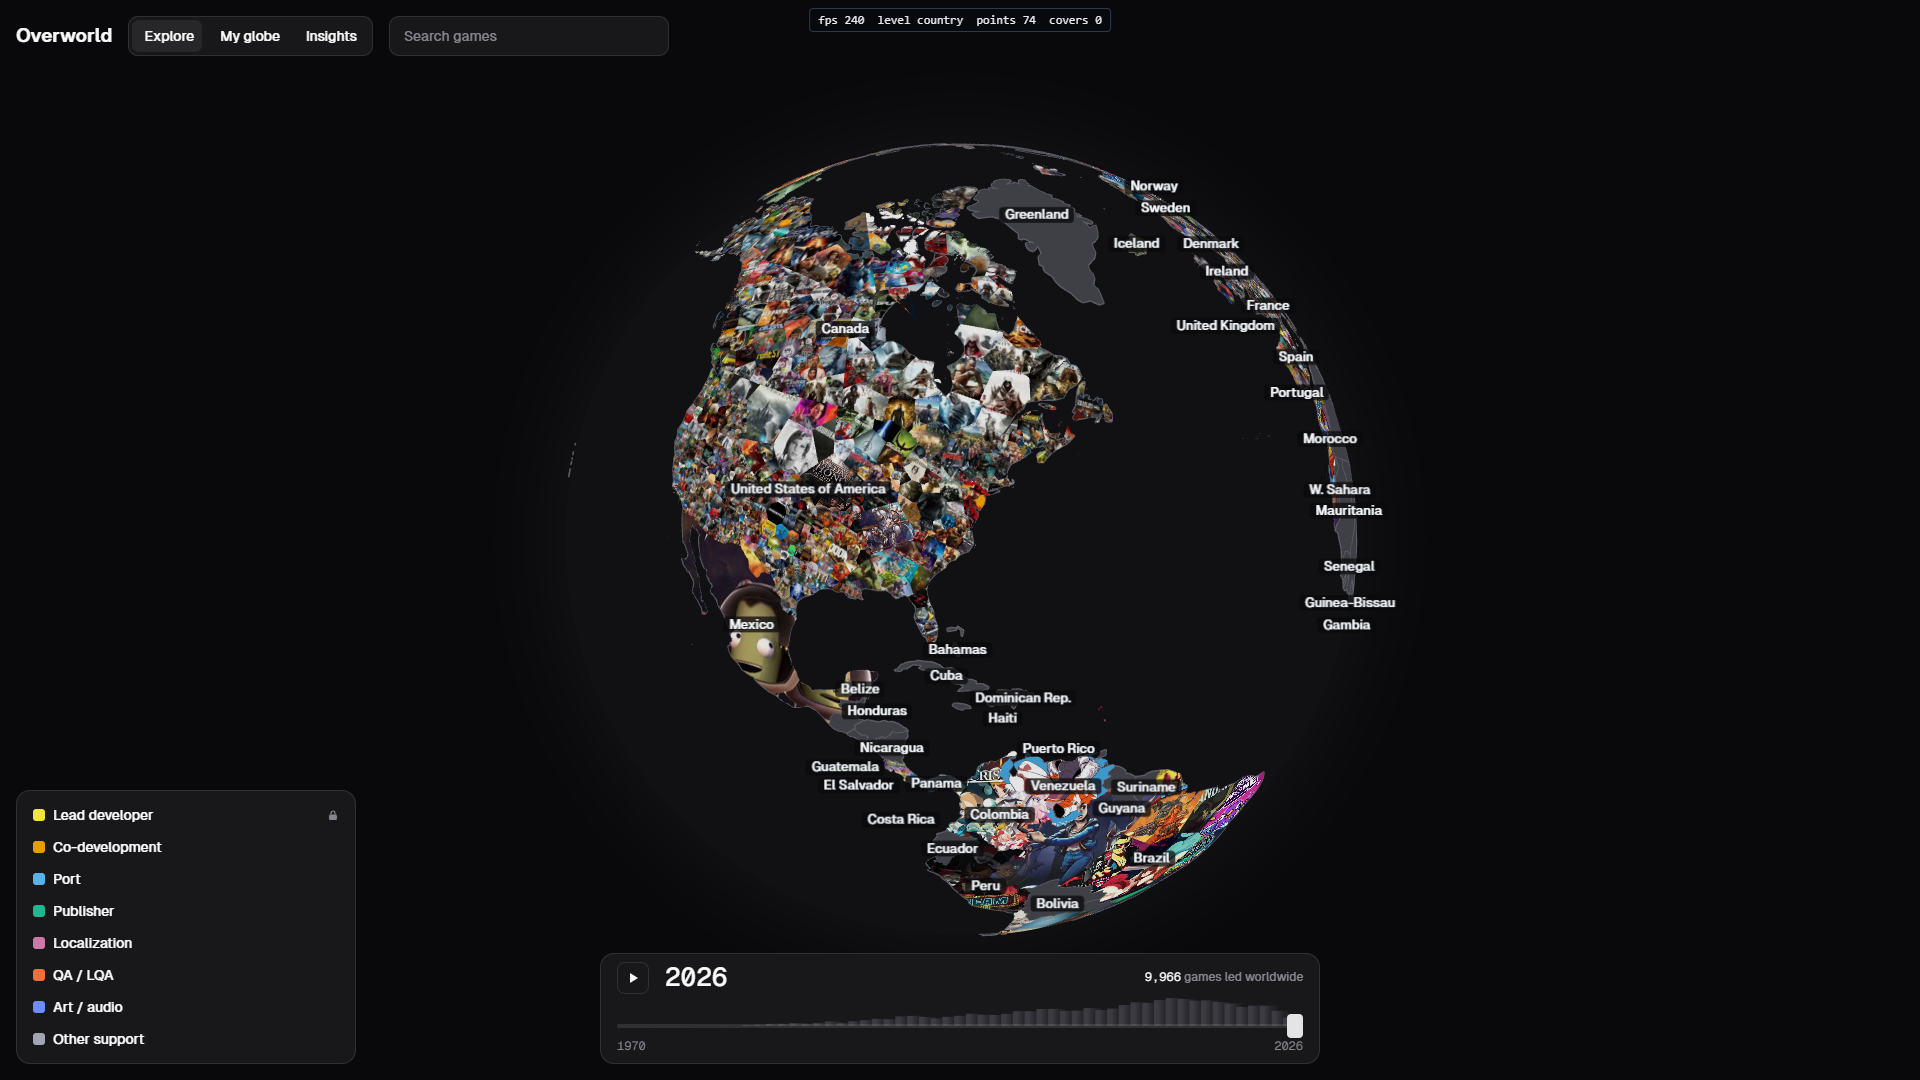 Overworld
Explore My globe Insights
Search games
fps 240 level country points 74 covers 0
Norway
Sweden
Greenland
Iceland
Denmark
Ireland
France
United Kingdom
Canada
Spain
Portugal
Morocco
United States of America
W. Sahara
Mauritania
Senegal
Guinea-Bissau
Gambia
Mexico
Bahamas
Cuba
Belize
Dominican Rep.
Honduras
Haiti
Nicaragua
Puerto Rico
Guatemala
El Salvador
Panama
Venezuela
Suriname
Guyana
Colombia
Costa Rica
Ecuador
Brazil
Peru
Bolivia
Lead developer
Co-development
Port
Publisher
Localization
QA / LQA
Art / audio
Other support
2026
9,966 games led worldwide
1970
2026